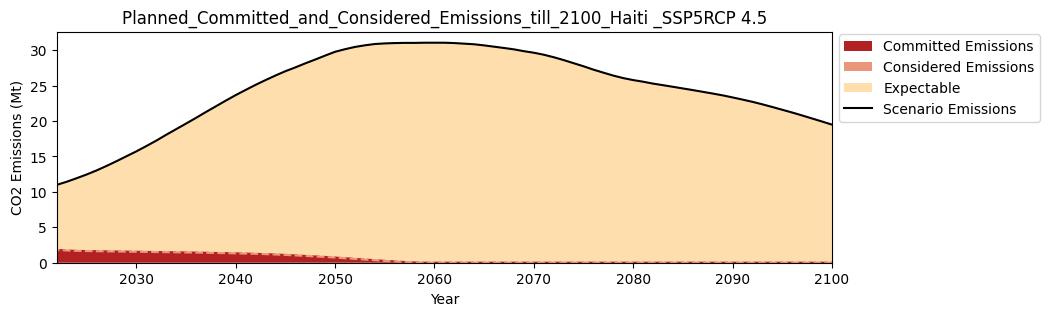 Planned_Committed_and_Considered_Emissions_till_2100_Haiti _SSP5RCP 4.5
CO2 Emissions (Mt)
30
25
20
15
10
5
0
2030 2040 2050 2060 2070 2080 2090 2100
Year
Committed Emissions
Considered Emissions
Expectable
Scenario Emissions